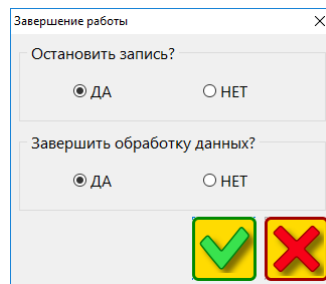 Завершение работы
Остановить запись?
ДА НЕТ
Завершить обработку данных?
ДА НЕТ